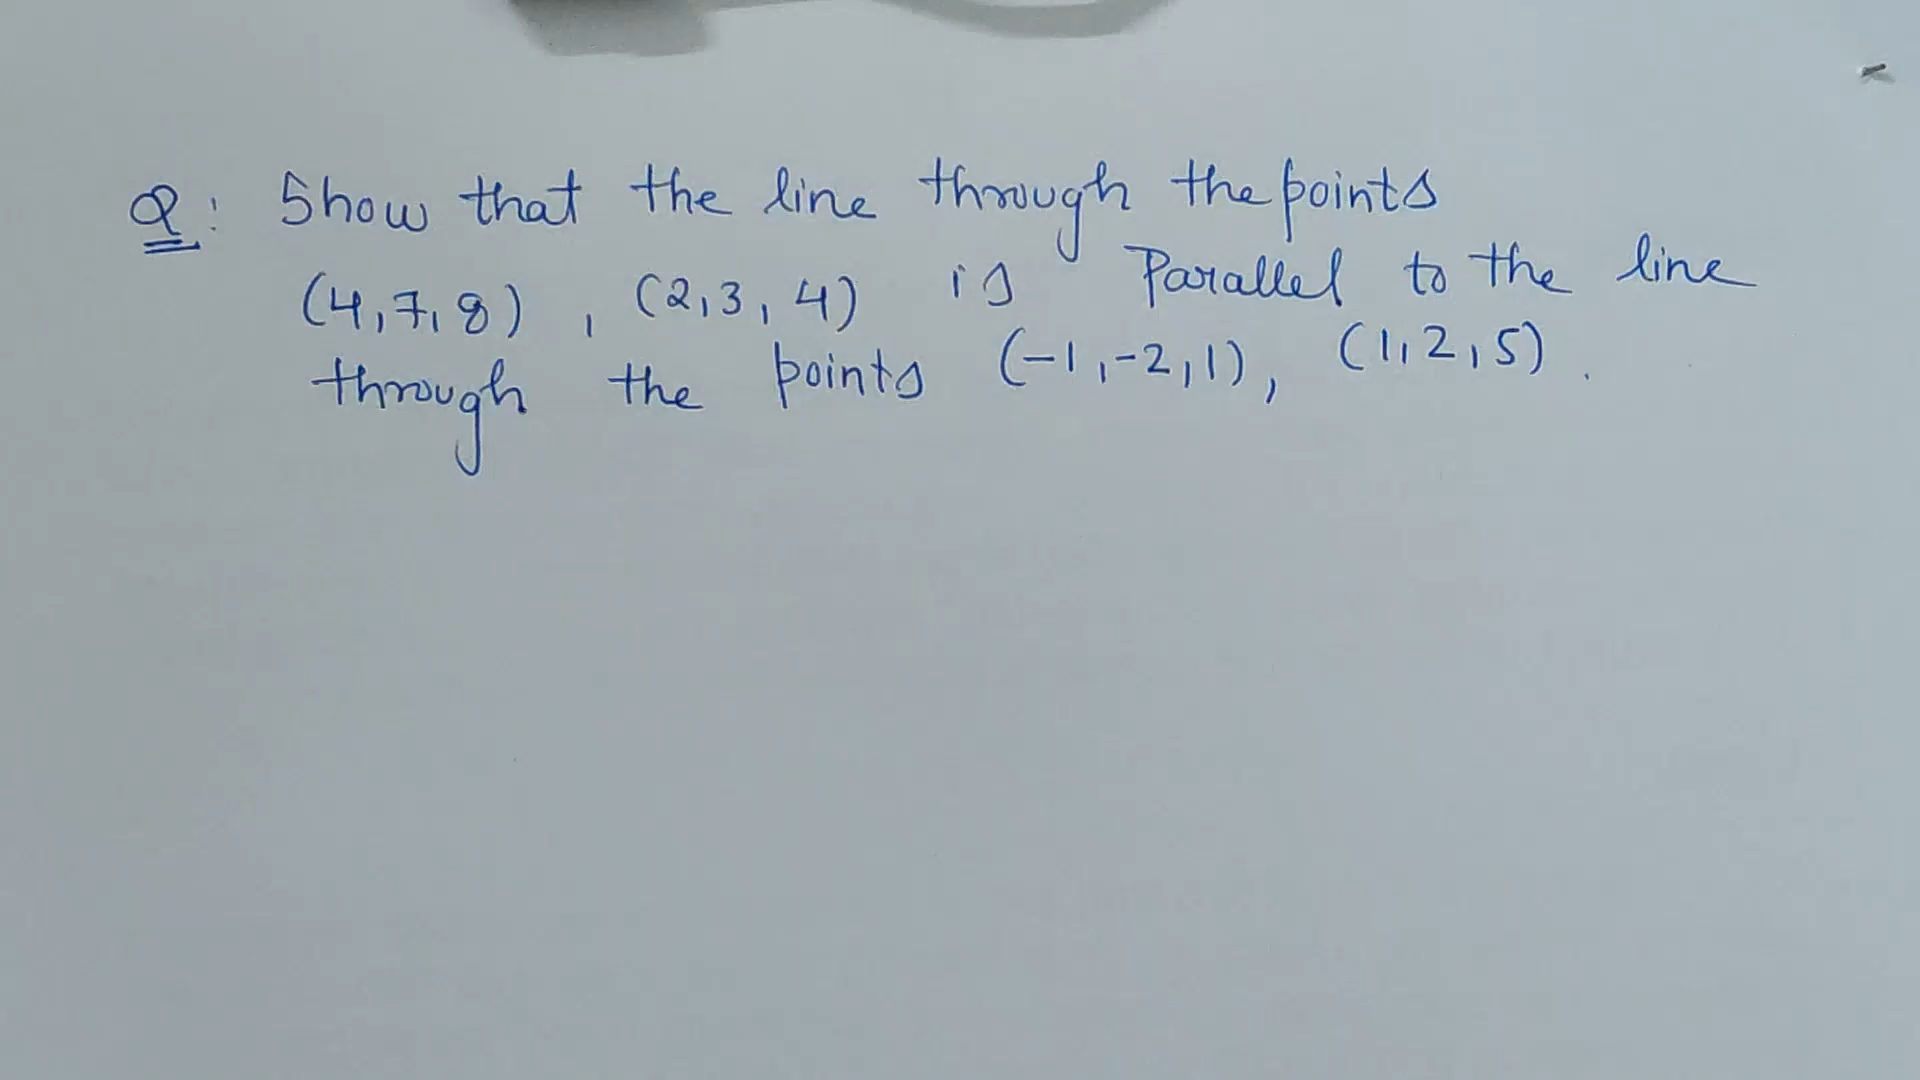 Q: Show that the line through the points
(4,7,8), (2,3,4) is Parallel to the line
through the points (-1,-2,1), (1,2,5).